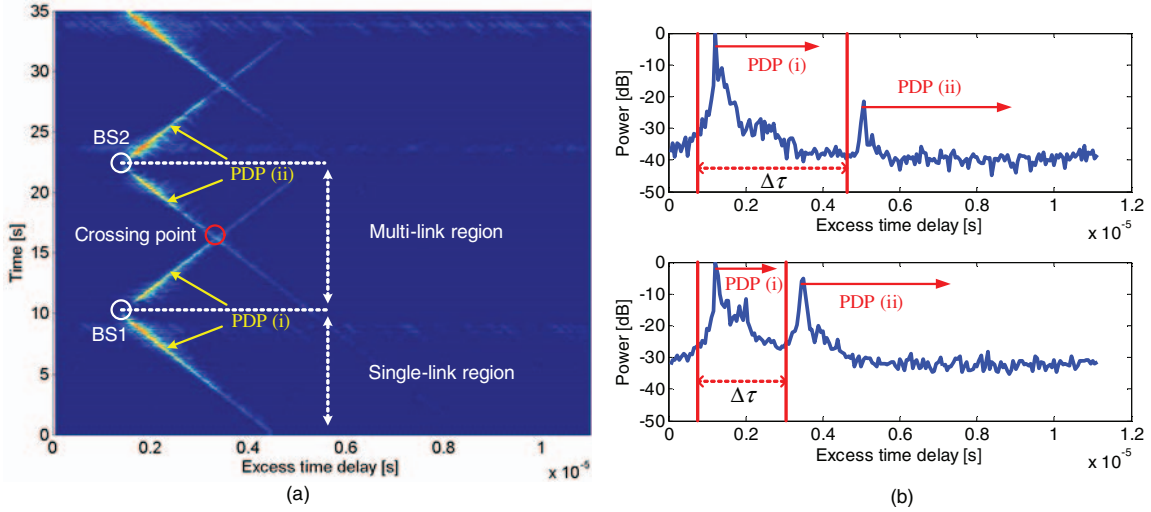 35
30
25
20
15
10
5
0
Time [s]
BS2
PDP (ii)
Crossing point
Multi-link region
PDP (i)
BS1
Single-link region
0 0.2 0.4 0.6 0.8 1
Excess time delay [s]
x 10⁻⁵
(a)
0
-10
-20
-30
-40
-50
Power [dB]
PDP (i)
PDP (ii)
Δτ
0 0.2 0.4 0.6 0.8 1 1.2
Excess time delay [s]
x 10⁻⁵
0
-10
-20
-30
-40
-50
Power [dB]
PDP (i)
PDP (ii)
Δτ
0 0.2 0.4 0.6 0.8 1 1.2
Excess time delay [s]
x 10⁻⁵
(b)